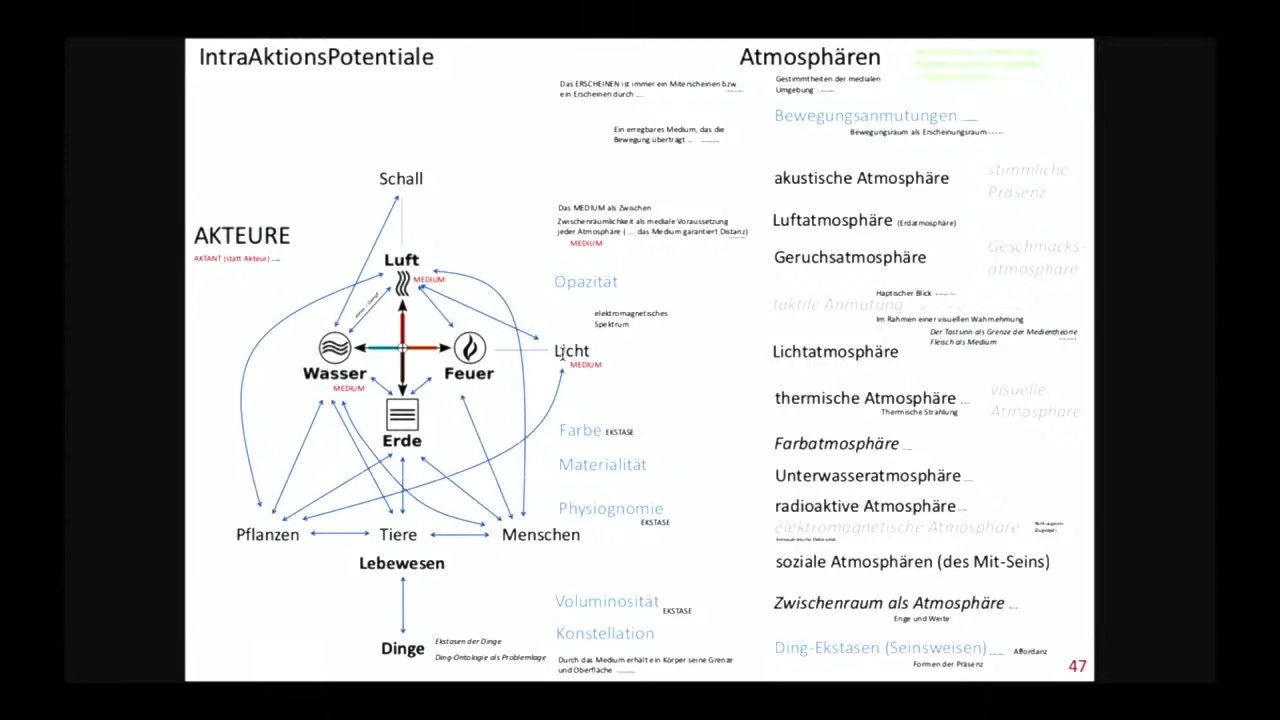 IntraAktionsPotentiale
Atmosphären
Gestimmtheiten der medialen
Umgebung
Das ERSCHEINEN ist immer ein Miterscheinen bzw.
ein Erscheinen durch ...
Bewegungsanmutungen
Bewegungsraum als Erscheinungsraum
Ein erregbares Medium, das die
Bewegung überträgt ...
Schall
akustische Atmosphäre
stimmliche
Präsenz
AKTEURE
AKTANT (statt Akteur)
Das MEDIUM als Zwischen
Zwischenräumlichkeit als mediale Voraussetzung
jeder Atmosphäre ( ... das Medium garantiert Distanz)
MEDIUM
Luftatmosphäre (Erdatmosphäre)
Geruchsatmosphäre
Geschmacks-
atmosphäre
Luft
MEDIUM
Opazität
Haptischer Blick
taktile Anmutung
elektromagnetisches
Spektrum
Im Rahmen einer visuellen Wahrnehmung
Der Tastsinn als Grenze der Medientheorie
Fleisch als Medium
Licht
MEDIUM
Lichtatmosphäre
Wasser
MEDIUM
Feuer
thermische Atmosphäre
Thermische Strahlung
visuelle
Atmosphäre
Erde
Farbe EKSTASE
Farbatmosphäre
Materialität
Unterwasseratmosphäre
Physiognomie
EKSTASE
radioaktive Atmosphäre
elektromagnetische Atmosphäre
Pflanzen
Tiere
Menschen
Lebewesen
soziale Atmosphären (des Mit-Seins)
Voluminosität EKSTASE
Zwischenraum als Atmosphäre
Enge und Weite
Konstellation
Dinge
Ekstasen der Dinge
Ding-Ontologie als Problemlage
Durch das Medium erhält ein Körper seine Grenze
und Oberfläche
Ding-Ekstasen (Seinsweisen)
Affordanz
Formen der Präsenz
47